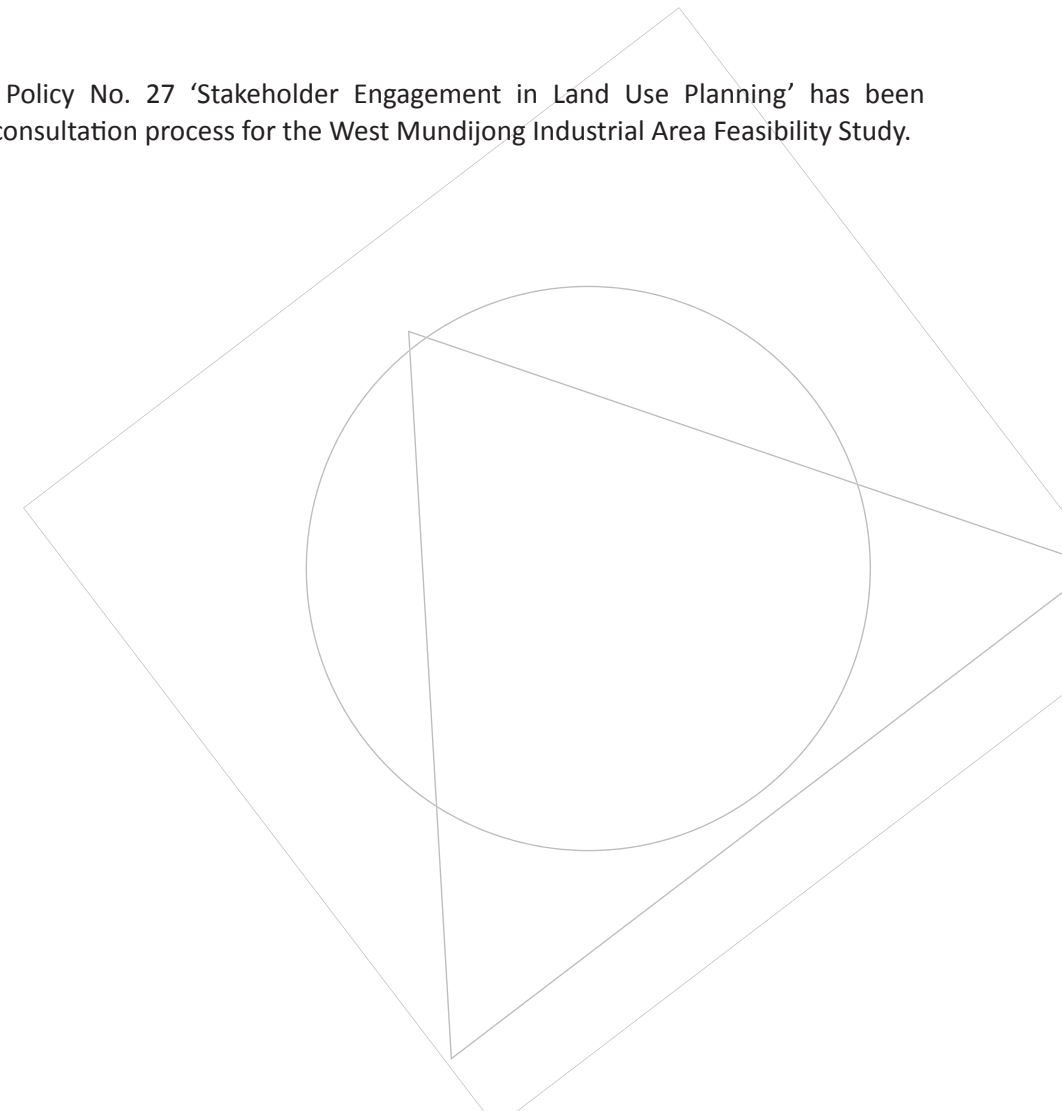 Policy No. 27 ‘Stakeholder Engagement in Land Use Planning’ has been
consultation process for the West Mundijong Industrial Area Feasibility Study.